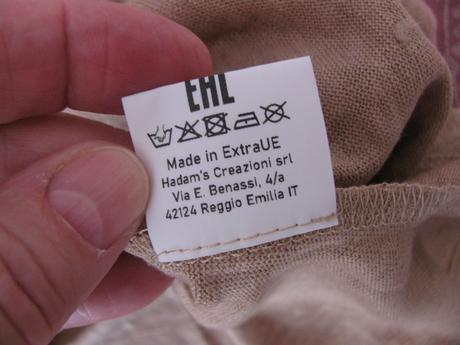 EAC
Made in ExtraUE
Hadam's Creazioni srl
Via E. Benassi, 4/a
42124 Reggio Emilia IT